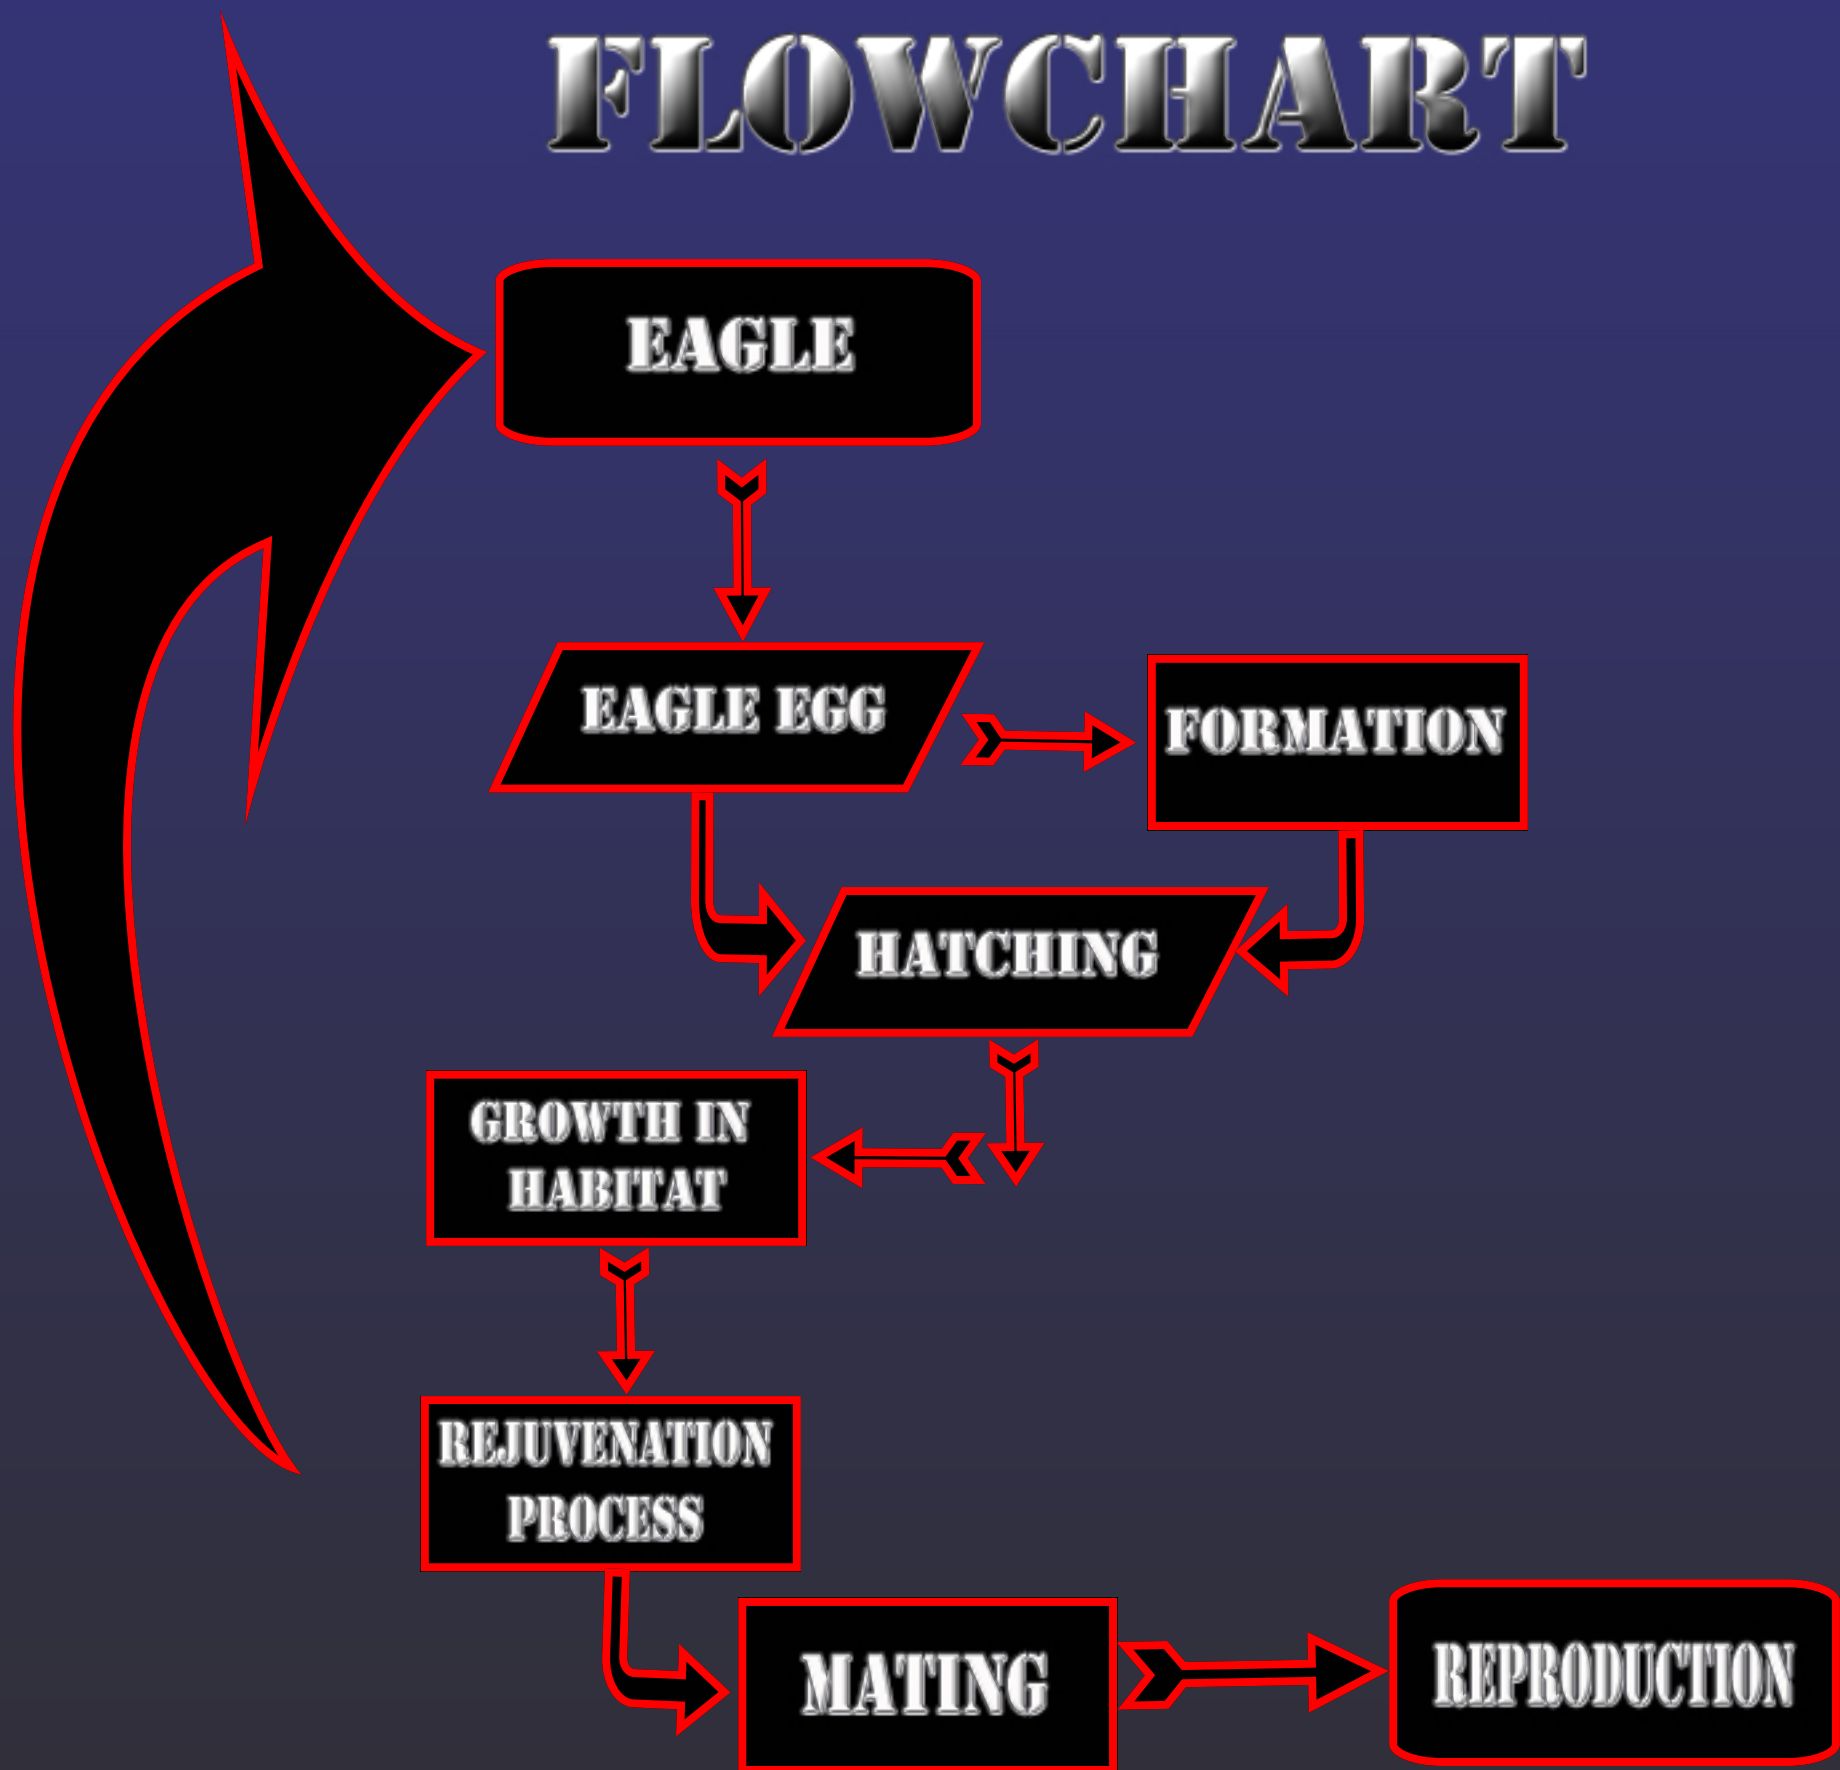 FLOWCHART
EAGLE
EAGLE EGG
FORMATION
HATCHING
GROWTH IN
HABITAT
REJUVENATION
PROCESS
MATING
REPRODUCTION